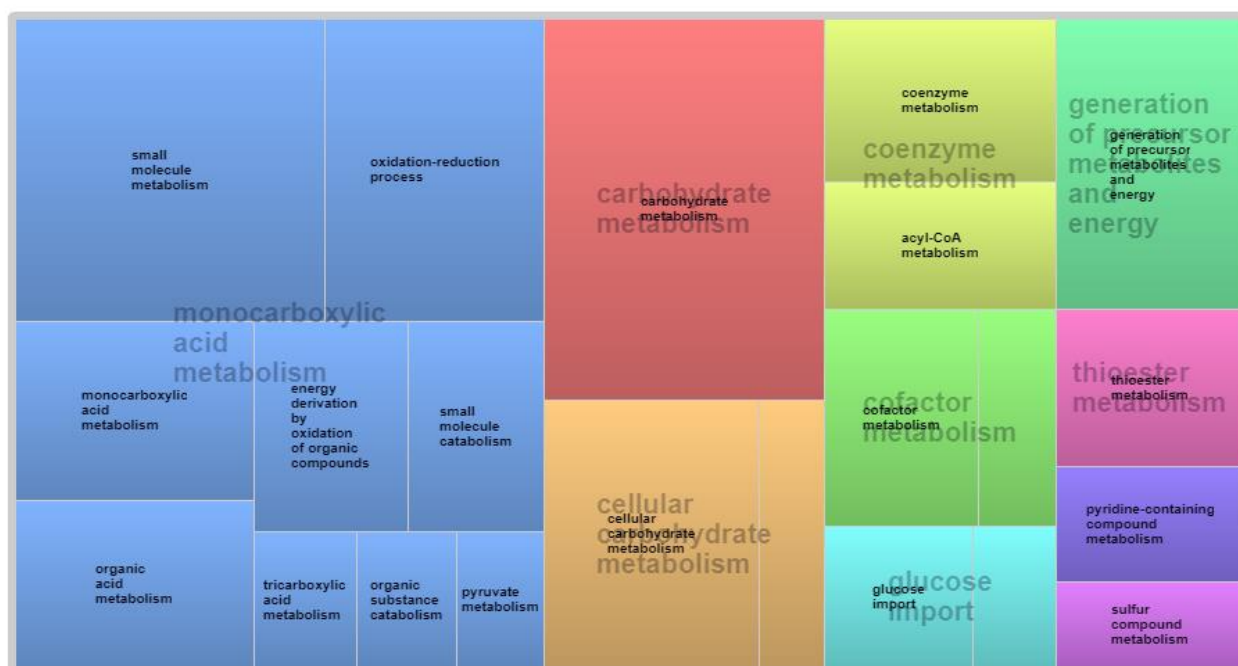 small
molecule
metabolism
oxidation-reduction
process
monocarboxylic
acid
metabolism
monocarboxylic
acid
metabolism
energy
derivation
by
oxidation
of organic
compounds
small
molecule
catabolism
organic
acid
metabolism
tricarboxylic
acid
metabolism
organic
substance
catabolism
pyruvate
metabolism
carbohydrate
metabolism
carbohydrate
metabolism
cellular
carbohydrate
metabolism
cellular
carbohydrate
metabolism
coenzyme
metabolism
coenzyme
metabolism
acyl-CoA
metabolism
cofactor
metabolism
cofactor
metabolism
glucose
import
glucose
import
generation
of precursor
metabolites
and
energy
generation
of precursor
metabolites
and
energy
thioester
metabolism
thioester
metabolism
pyridine-containing
compound
metabolism
sulfur
compound
metabolism